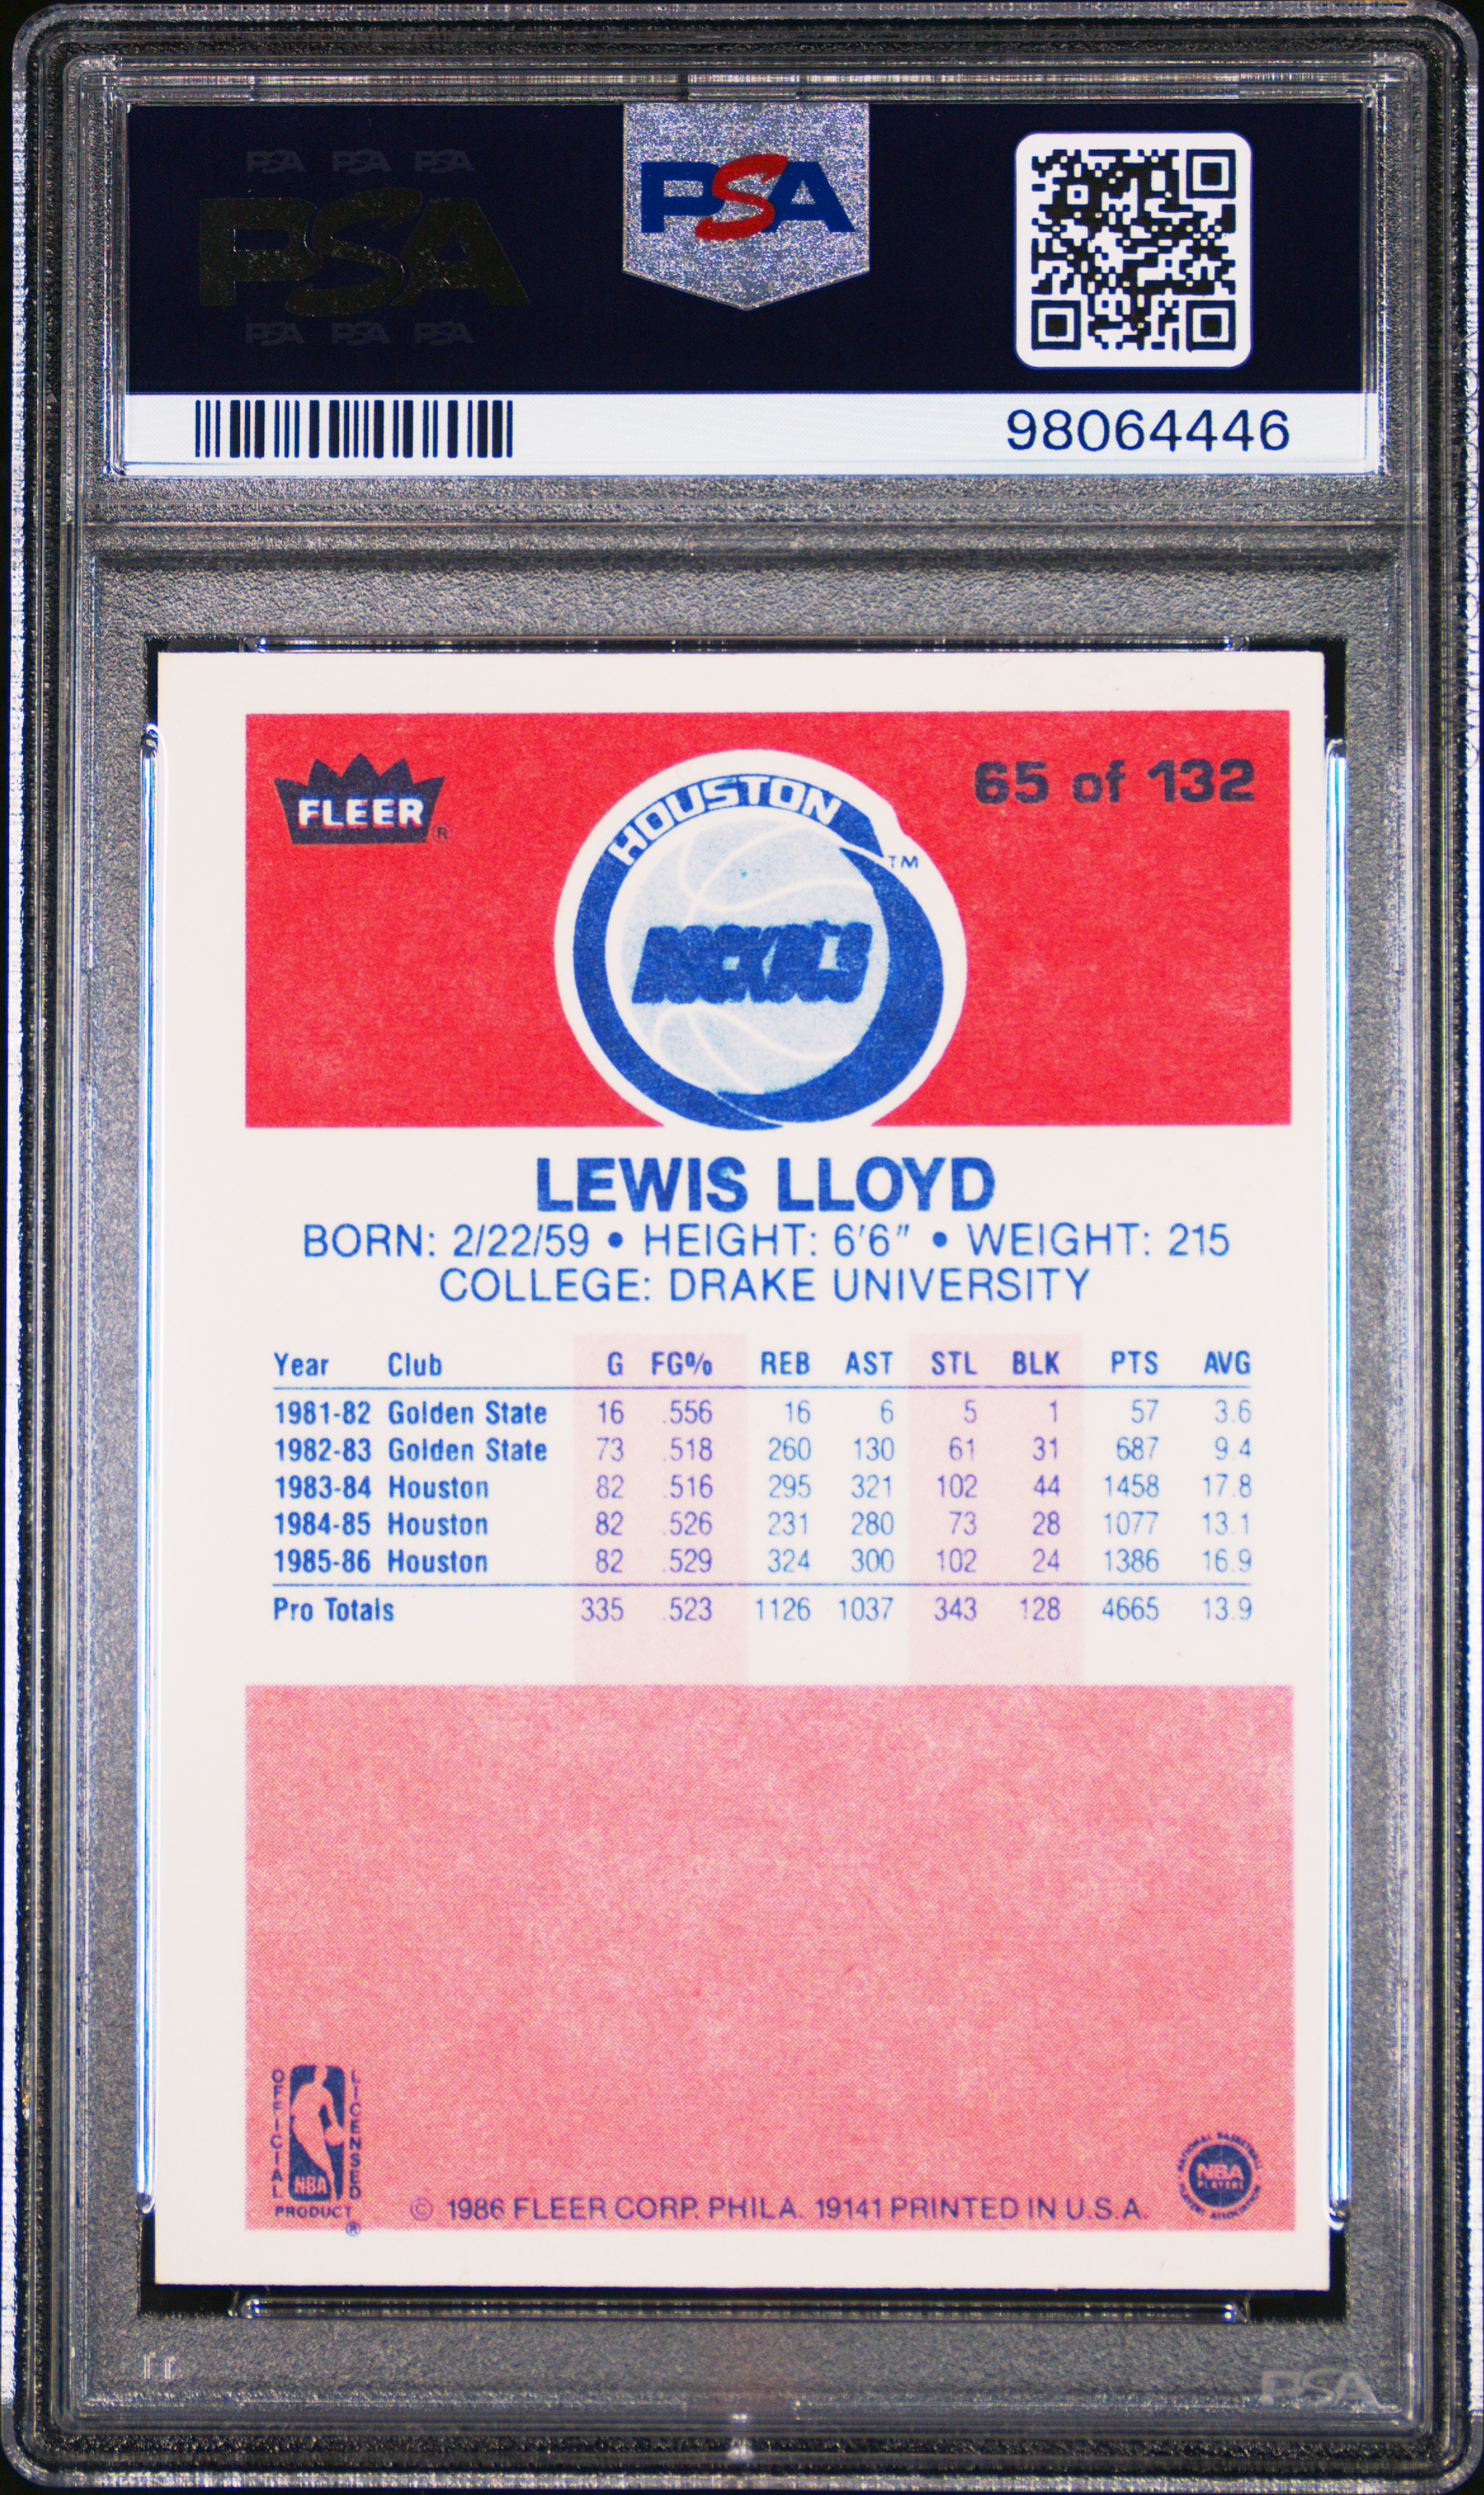 PSA PSA PSA
PSA
PSA PSA PSA
PSA
98064446
FLEER ®
65 of 132
HOUSTON
ROCKETS
TM
LEWIS LLOYD
BORN: 2/22/59 • HEIGHT: 6'6" • WEIGHT: 215
COLLEGE: DRAKE UNIVERSITY
Year Club G FG% REB AST STL BLK PTS AVG
1981-82 Golden State 16 .556 16 6 5 1 57 3.6
1982-83 Golden State 73 .518 260 130 61 31 687 9.4
1983-84 Houston 82 .516 295 321 102 44 1458 17.8
1984-85 Houston 82 .526 231 280 73 28 1077 13.1
1985-86 Houston 82 .529 324 300 102 24 1386 16.9
Pro Totals 335 .523 1126 1037 343 128 4665 13.9
OFFICIAL
LICENSED
NBA
PRODUCT
®
© 1986 FLEER CORP. PHILA. 19141 PRINTED IN U.S.A.
NATIONAL BASKETBALL
NBA
PLAYERS
PLAYERS ASSOCIATION
PSA